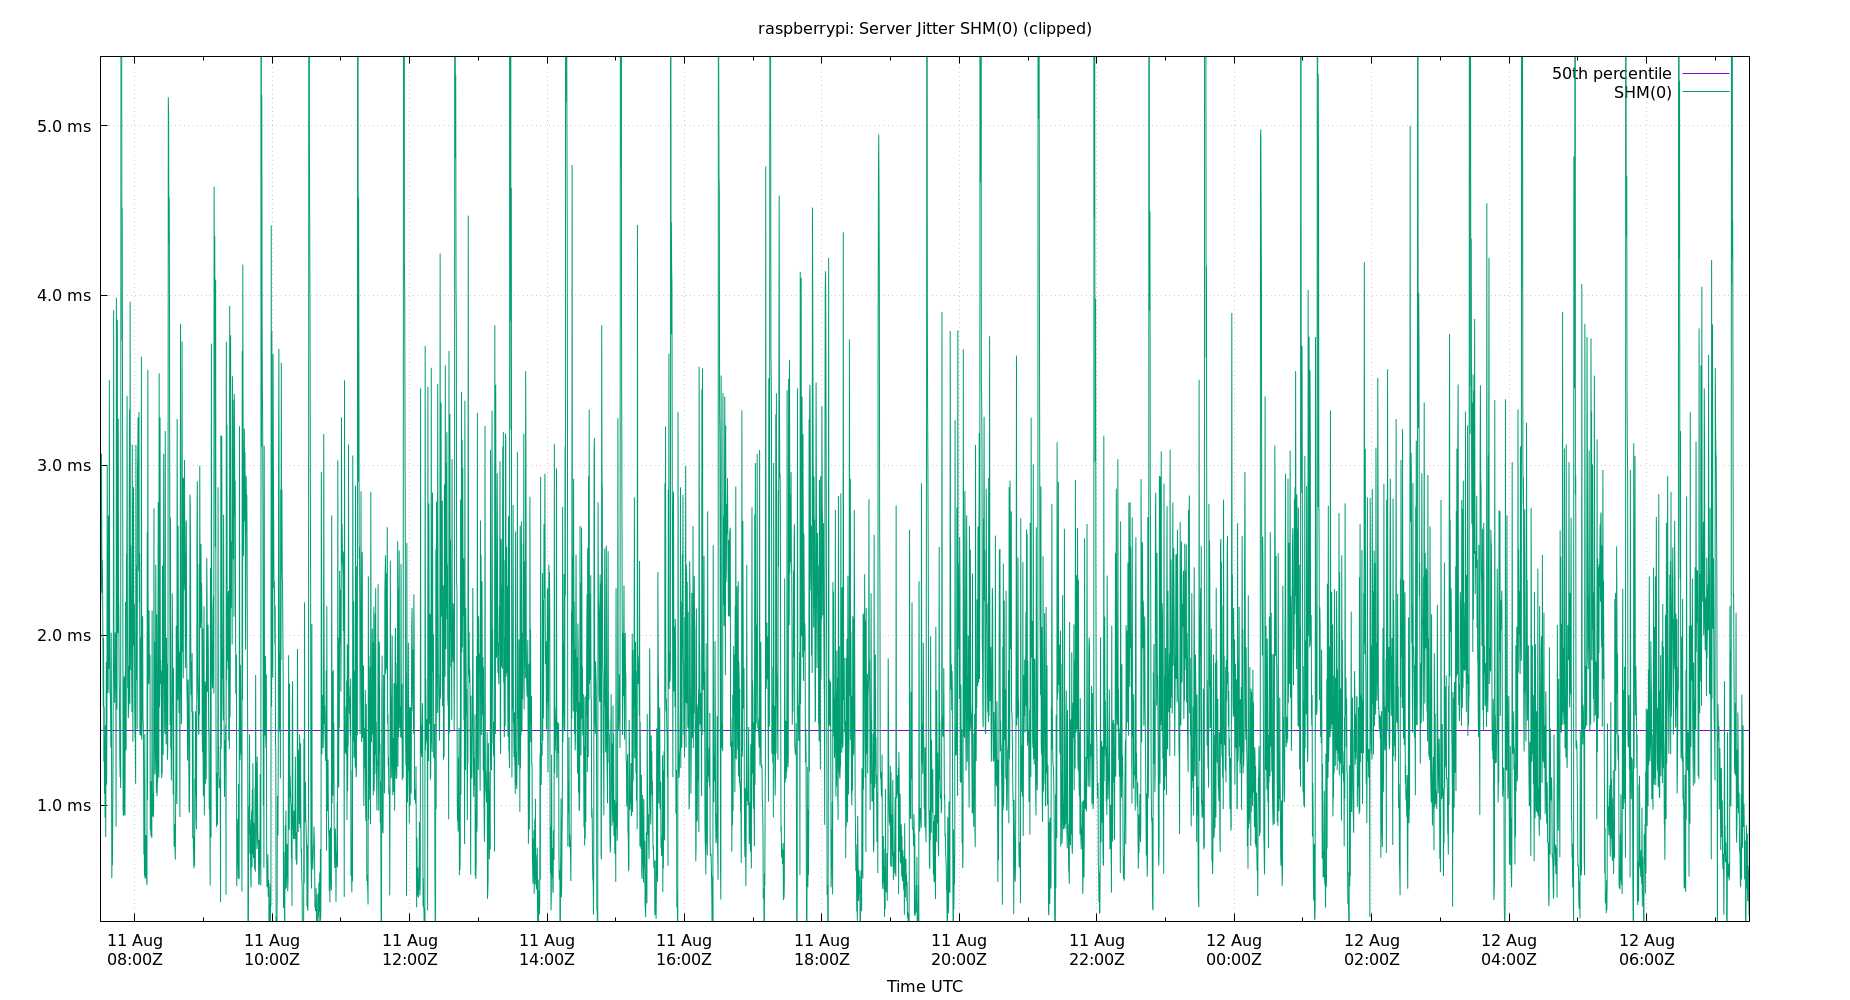 raspberrypi: Server Jitter SHM(0) (clipped)
50th percentile
SHM(0)
5.0 ms
4.0 ms
3.0 ms
2.0 ms
1.0 ms
11 Aug 11 Aug 11 Aug 11 Aug 11 Aug 11 Aug 11 Aug 11 Aug 12 Aug 12 Aug 12 Aug 12 Aug
08:00Z 10:00Z 12:00Z 14:00Z 16:00Z 18:00Z 20:00Z 22:00Z 00:00Z 02:00Z 04:00Z 06:00Z
Time UTC